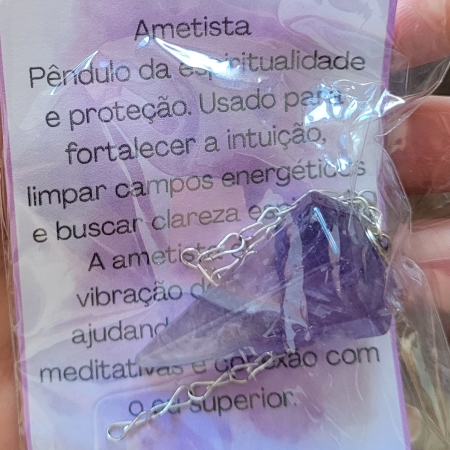 Ametista
Pêndulo da espiritualidade
e proteção. Usado para
fortalecer a intuição,
limpar campos energéticos
e buscar clareza
A ametista
vibração
ajudand
meditativas e conexão com
o eu superior.